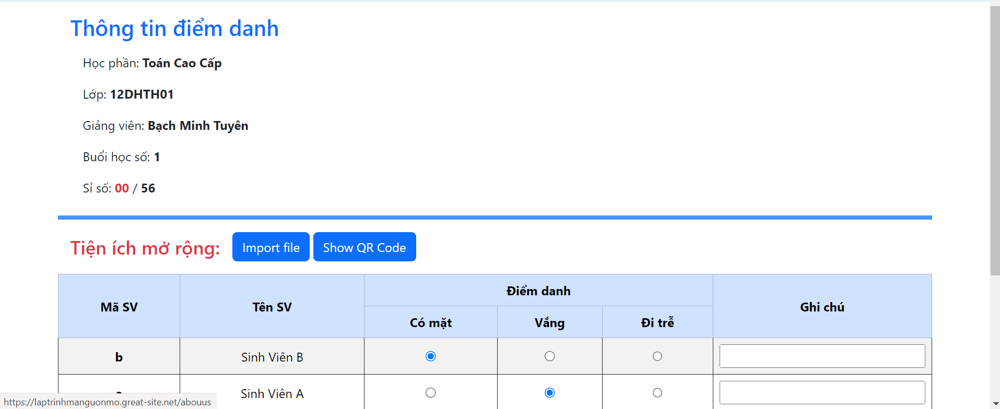 Thông tin điểm danh
Học phần: Toán Cao Cấp
Lớp: 12DHTH01
Giảng viên: Bạch Minh Tuyên
Buổi học số: 1
Sỉ số: 00 / 56
Tiện ích mở rộng: Import file Show QR Code
Mã SV Tên SV Điểm danh Ghi chú
Có mặt Vắng Đi trễ
b Sinh Viên B
Sinh Viên A
https://laptrinhmanguonmo.great-site.net/abouus